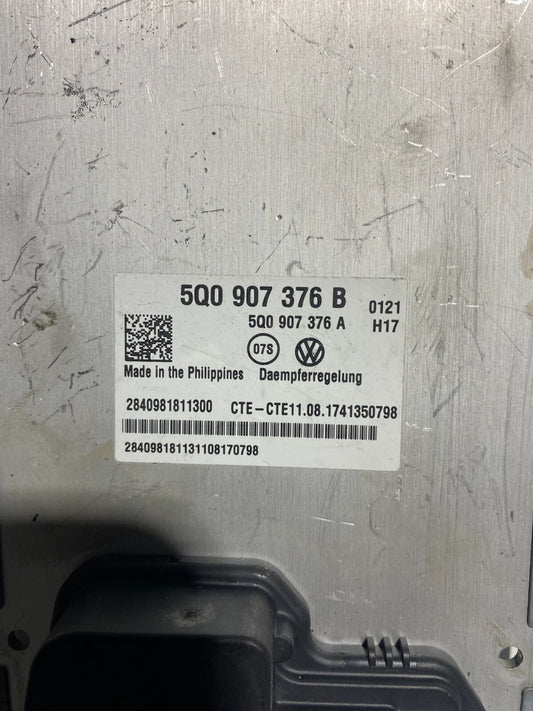 5Q0 907 376 B 0121
5Q0 907 376 A H17
07S
Made in the Philippines Daempferregelung
2840981811300 CTE-CTE11.08.1741350798
284098181131108170798